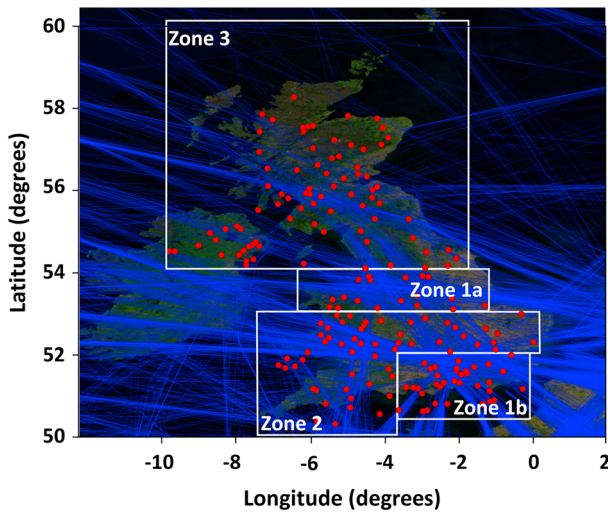 60
58
56
54
52
50
Latitude (degrees)
Zone 3
Zone 1a
Zone 1b
Zone 2
-10
-8
-6
-4
-2
0
2
Longitude (degrees)